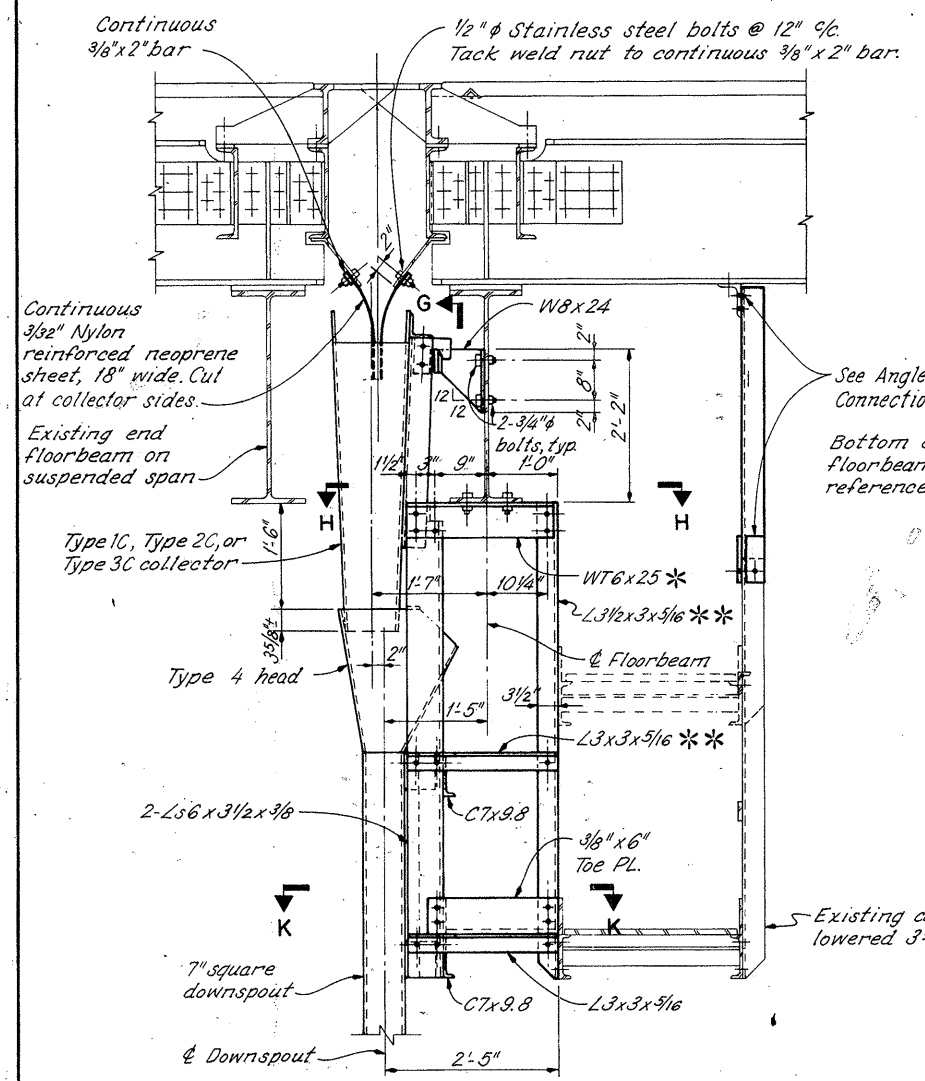 Continuous
3/8"x2" bar
1/2"⌀ Stainless steel bolts @ 12" c/c.
Tack weld nut to continuous 3/8"x2" bar.
2"
G
W8x24
Continuous
3/32" Nylon
reinforced neoprene
sheet, 18" wide. Cut
at collector sides.
2"
8"
2"
2'-2"
12
12
2-3/4"⌀
bolts, typ.
See Angle
Connectio
Existing end
floorbeam on
suspended span
Bottom
floorbeam
reference
1 1/2"
3"
9"
1'-0"
H
H
1'-6"
Type 1C, Type 2C, or
Type 3C collector
WT6x25 *
1'-7"
10 1/4"
L3 1/2x3x5/16 **
3 5/8"±
2"
℄ Floorbeam
Type 4 head
3 1/2"
1'-5"
L3x3x5/16 **
2-Ls6x3 1/2x3/8
C7x9.8
3/8"x6"
Toe PL.
K
K
Existing
lowered 3-
7" square
downspout
C7x9.8
L3x3x5/16
℄ Downspout
2'-5"